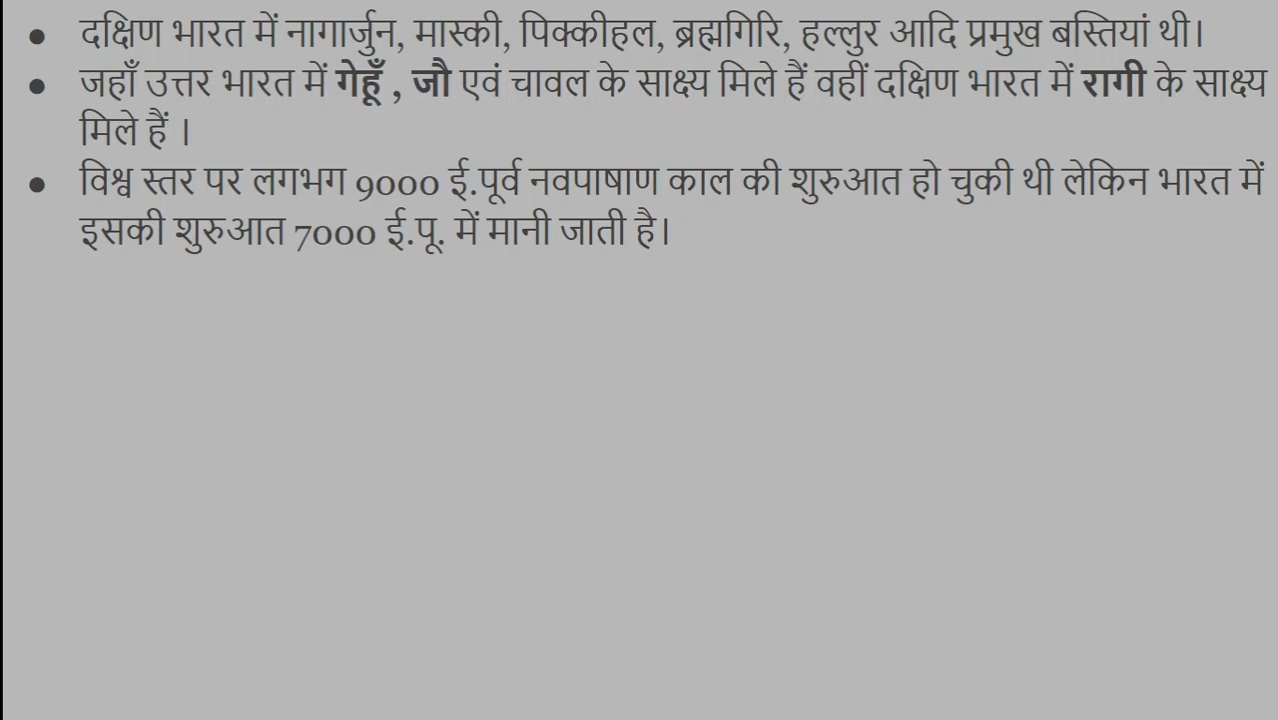 ● दक्षिण भारत में नागार्जुन, मास्की, पिक्कीहल, ब्रह्मगिरि, हल्लुर आदि प्रमुख बस्तियां थी।
● जहाँ उत्तर भारत में गेहूँ , जौ एवं चावल के साक्ष्य मिले हैं वहीं दक्षिण भारत में रागी के साक्ष्य
मिले हैं ।
● विश्व स्तर पर लगभग 9000 ई.पूर्व नवपाषाण काल की शुरुआत हो चुकी थी लेकिन भारत में
इसकी शुरुआत 7000 ई.पू. में मानी जाती है।